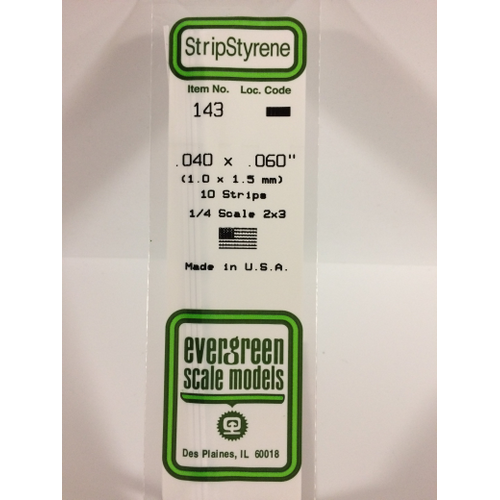 StripStyrene
Item No. Loc. Code
143
.040 x .060"
(1.0 x 1.5 mm)
10 Strips
1/4 Scale 2x3
Made in U.S.A.
evergreen
scale models
Des Plaines, IL 60018